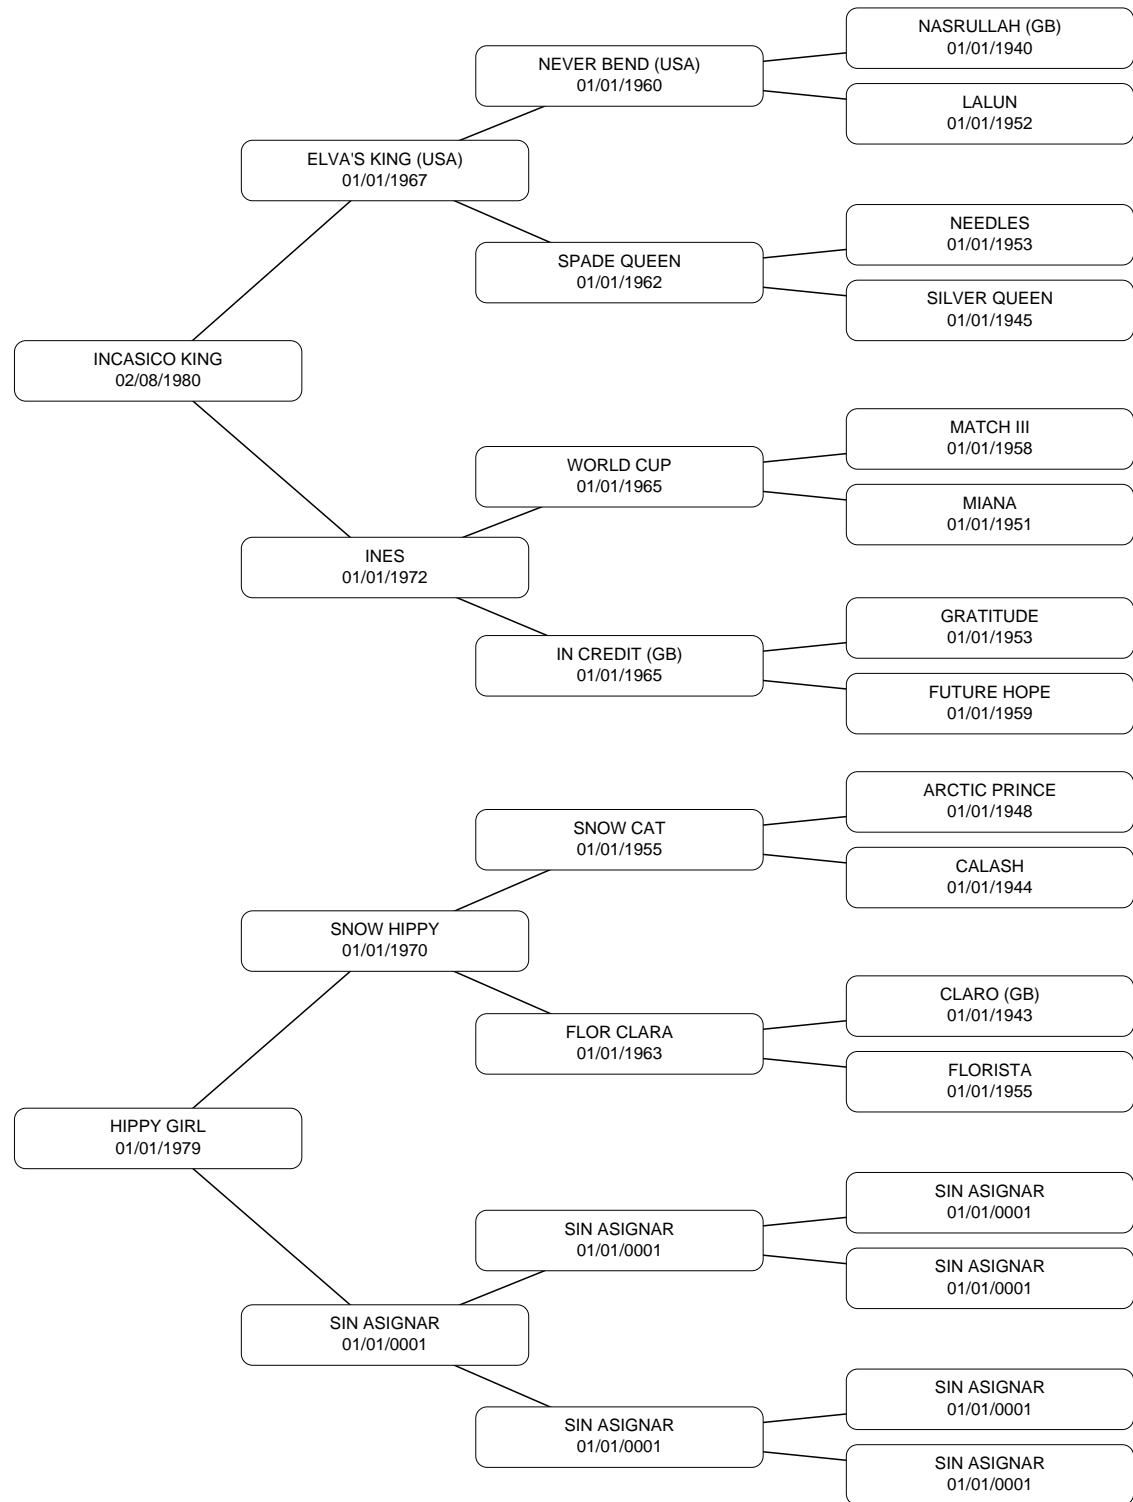 NASRULLAH (GB)
01/01/1940
NEVER BEND (USA)
01/01/1960
LALUN
01/01/1952
ELVA'S KING (USA)
01/01/1967
NEEDLES
01/01/1953
SPADE QUEEN
01/01/1962
SILVER QUEEN
01/01/1945
INCASICO KING
02/08/1980
MATCH III
01/01/1958
WORLD CUP
01/01/1965
MIANA
01/01/1951
INES
01/01/1972
GRATITUDE
01/01/1953
IN CREDIT (GB)
01/01/1965
FUTURE HOPE
01/01/1959
ARCTIC PRINCE
01/01/1948
SNOW CAT
01/01/1955
CALASH
01/01/1944
SNOW HIPPY
01/01/1970
CLARO (GB)
01/01/1943
FLOR CLARA
01/01/1963
FLORISTA
01/01/1955
HIPPY GIRL
01/01/1979
SIN ASIGNAR
01/01/0001
SIN ASIGNAR
01/01/0001
SIN ASIGNAR
01/01/0001
SIN ASIGNAR
01/01/0001
SIN ASIGNAR
01/01/0001
SIN ASIGNAR
01/01/0001
SIN ASIGNAR
01/01/0001